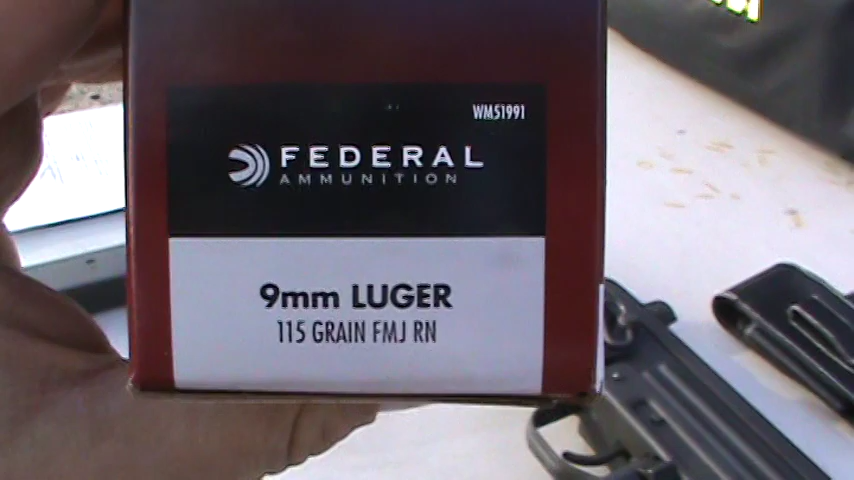 WM51991
FEDERAL
AMMUNITION
9mm LUGER
115 GRAIN FMJ RN